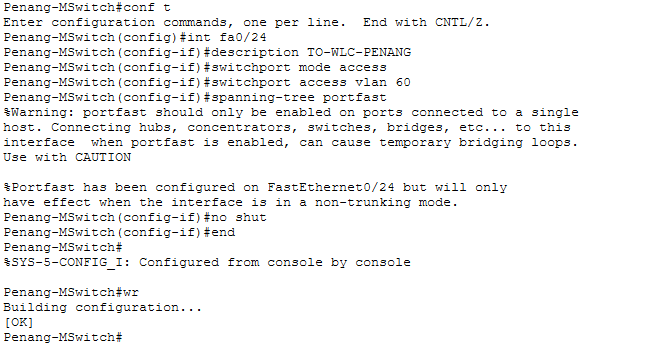 Penang-MSwitch#conf t
Enter configuration commands, one per line.  End with CNTL/Z.
Penang-MSwitch(config)#int fa0/24
Penang-MSwitch(config-if)#description TO-WLC-PENANG
Penang-MSwitch(config-if)#switchport mode access
Penang-MSwitch(config-if)#switchport access vlan 60
Penang-MSwitch(config-if)#spanning-tree portfast
%Warning: portfast should only be enabled on ports connected to a single
host. Connecting hubs, concentrators, switches, bridges, etc... to this
interface  when portfast is enabled, can cause temporary bridging loops.
Use with CAUTION

%Portfast has been configured on FastEthernet0/24 but will only
have effect when the interface is in a non-trunking mode.
Penang-MSwitch(config-if)#no shut
Penang-MSwitch(config-if)#end
Penang-MSwitch#
%SYS-5-CONFIG_I: Configured from console by console

Penang-MSwitch#wr
Building configuration...
[OK]
Penang-MSwitch#